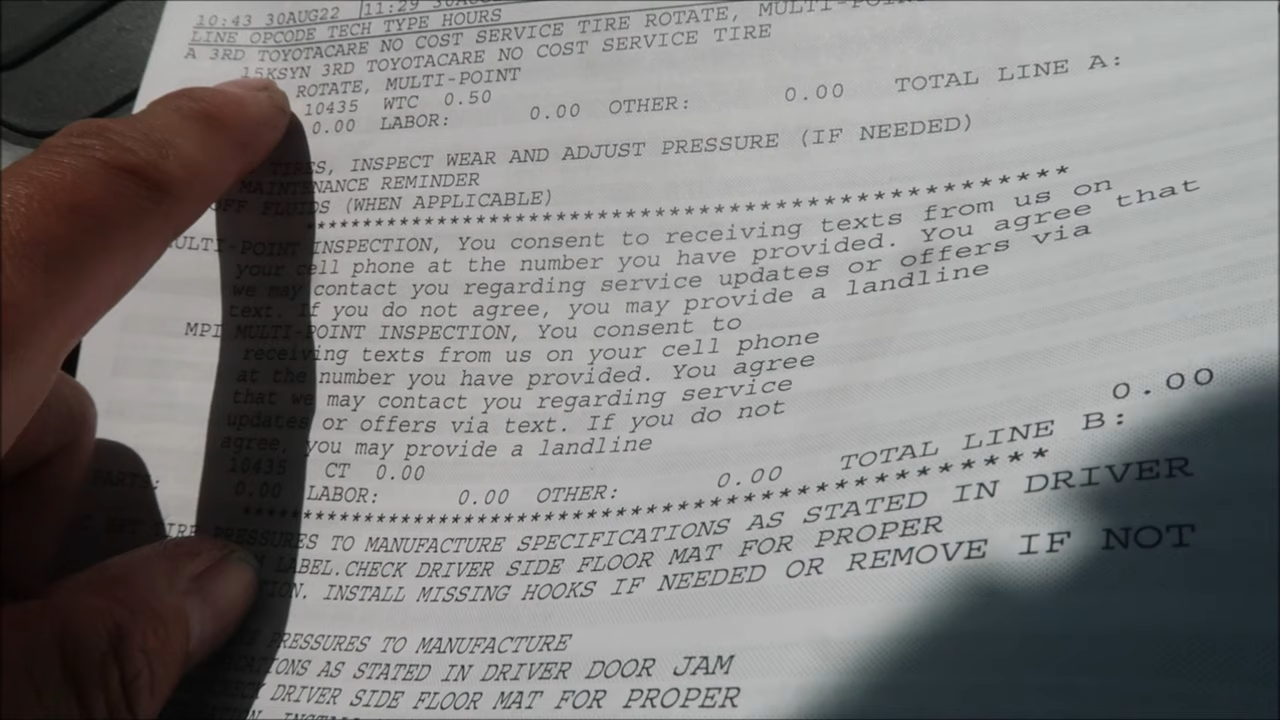 10:43 30AUG22 11:29
LINE OPCODE TECH TYPE HOURS
A 3RD TOYOTACARE NO COST SERVICE TIRE ROTATE,
15KSYN 3RD TOYOTACARE NO COST SERVICE TIRE
ROTATE, MULTI-POINT
10435 WTC 0.50
0.00 LABOR: 0.00 OTHER: 0.00 TOTAL LINE A:
TIRES, INSPECT WEAR AND ADJUST PRESSURE (IF NEEDED)
MAINTENANCE REMINDER
OFF FLUIDS (WHEN APPLICABLE)
****************************************************
MULTI-POINT INSPECTION, You consent to receiving texts from us on
your cell phone at the number you have provided. You agree that
we may contact you regarding service updates or offers via
text. If you do not agree, you may provide a landline
MPI MULTI-POINT INSPECTION, You consent to
receiving texts from us on your cell phone
at the number you have provided. You agree
that we may contact you regarding service
updates or offers via text. If you do not
agree, you may provide a landline
10435 CT 0.00 0.00
PARTS: 0.00 LABOR: 0.00 OTHER: 0.00 TOTAL LINE B:
****************************************************
TIRE PRESSURES TO MANUFACTURE SPECIFICATIONS AS STATED IN DRIVER
LABEL.CHECK DRIVER SIDE FLOOR MAT FOR PROPER
INSTALL MISSING HOOKS IF NEEDED OR REMOVE IF NOT
PRESSURES TO MANUFACTURE
AS STATED IN DRIVER DOOR JAM
DRIVER SIDE FLOOR MAT FOR PROPER